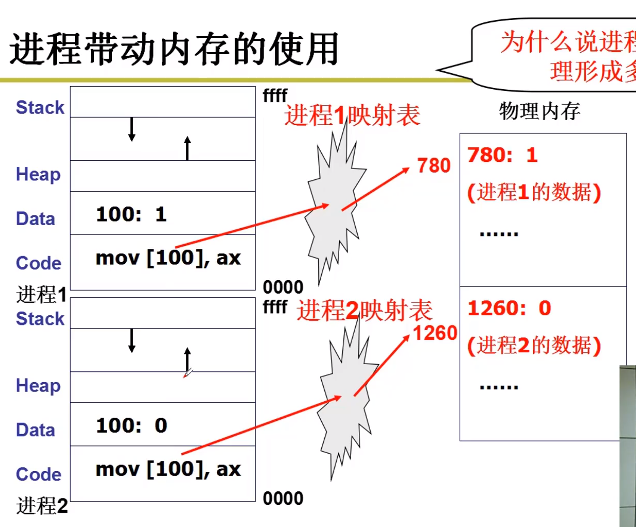 进程带动内存的使用
为什么说进程
理形成多
Stack
ffff
进程1映射表
物理内存
780
780: 1
(进程1的数据)
……
Heap
Data
100: 1
Code
mov [100], ax
0000
进程1
Stack
ffff
进程2映射表
1260
1260: 0
(进程2的数据)
……
Heap
Data
100: 0
Code
mov [100], ax
0000
进程2